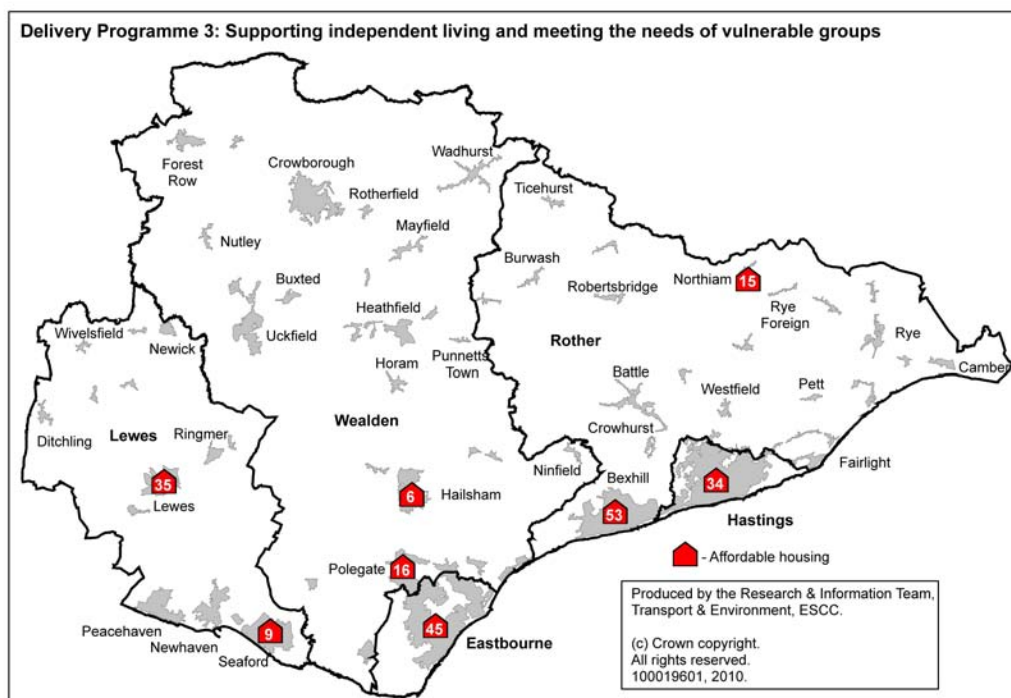 Delivery Programme 3: Supporting independent living and meeting the needs of vulnerable groups
Forest
Row
Crowborough
Wadhurst
Rotherfield
Ticehurst
Nutley
Mayfield
Burwash
Northiam
15
Buxted
Robertsbridge
Heathfield
Rye
Foreign
Wivelsfield
Newick
Uckfield
Rother
Rye
Punnetts
Town
Horam
Camber
Battle
Westfield
Pett
Wealden
Ditchling
Lewes
Ringmer
Crowhurst
Ninfield
Bexhill
Fairlight
35
Lewes
6
Hailsham
34
53
Hastings
Polegate
16
- Affordable housing
Peacehaven
Newhaven
Seaford
9
45
Eastbourne
Produced by the Research & Information Team,
Transport & Environment, ESCC.
(c) Crown copyright.
All rights reserved.
100019601, 2010.